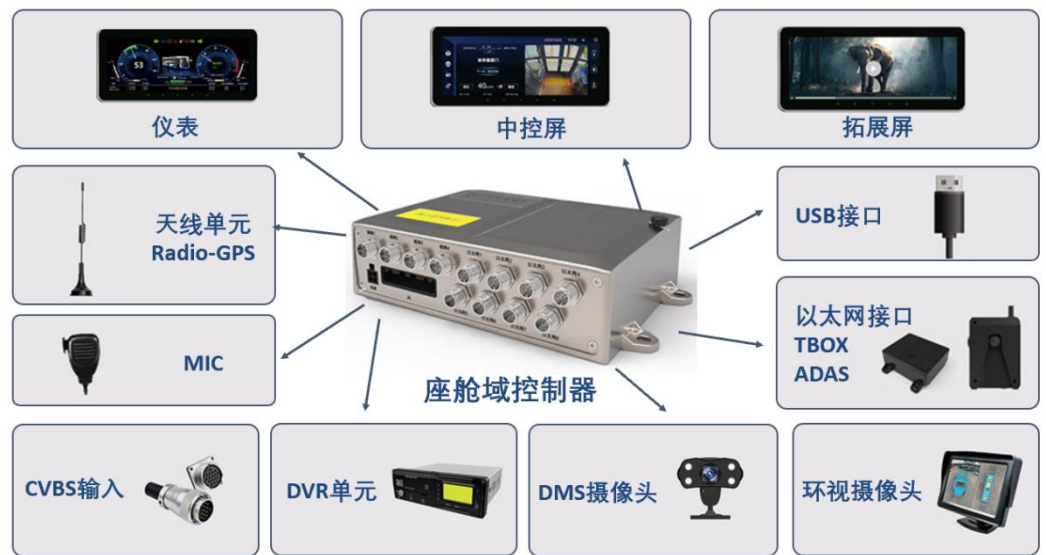 仪表
中控屏
拓展屏
53
40
天线单元
Radio-GPS
USB接口
MIC
以太网接口
TBOX
ADAS
座舱域控制器
CVBS输入
DVR单元
DMS摄像头
环视摄像头